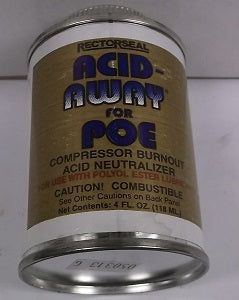 RECTORSEAL
ACID-
AWAY®
FOR
POE
COMPRESSOR BURNOUT
ACID NEUTRALIZER
FOR USE WITH POLYOL ESTER LUBRICANTS
CAUTION! COMBUSTIBLE
See Other Cautions on Back Panel
Net Contents: 4 FL. OZ. (118 ML.)
050313 G